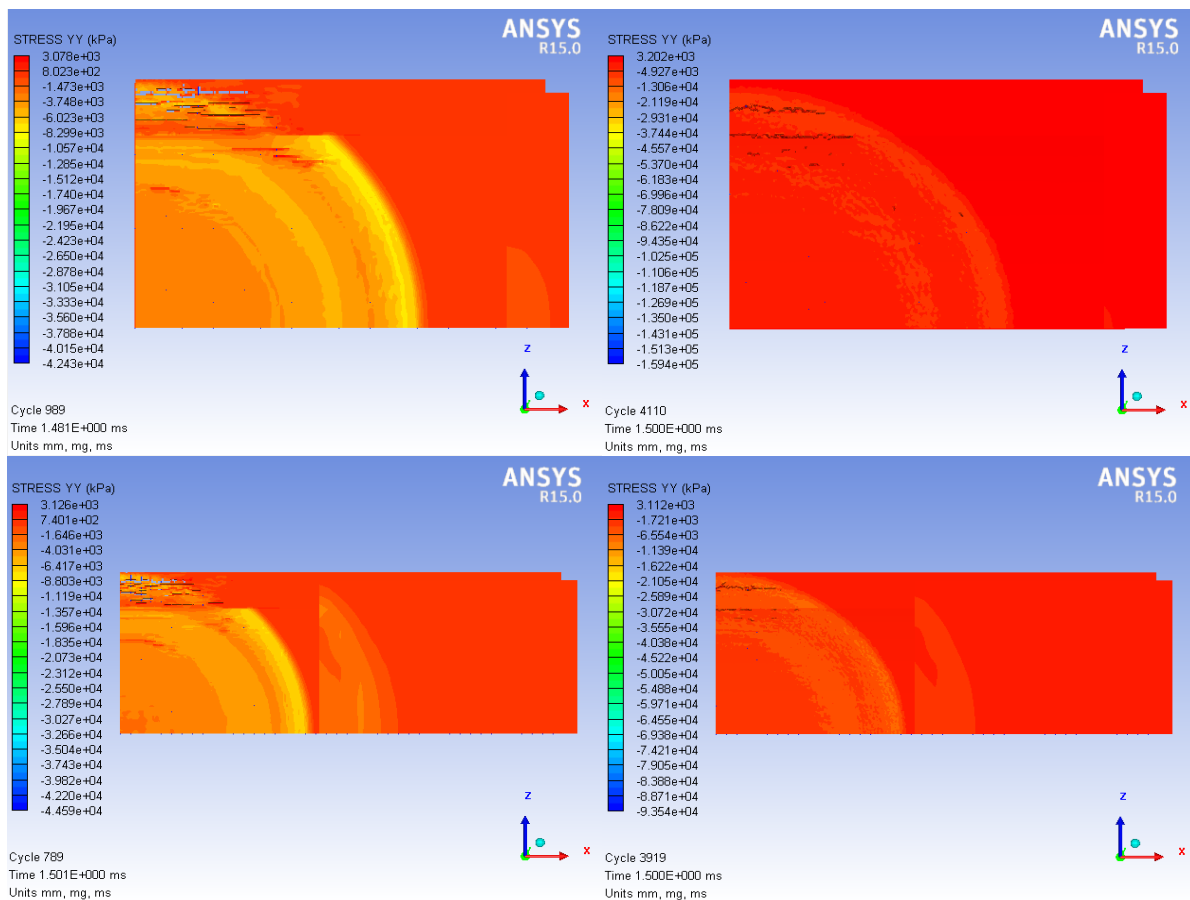 ANSYS
R15.0
STRESS YY (kPa)
3.078e+03
8.023e+02
-1.473e+03
-3.748e+03
-6.023e+03
-8.299e+03
-1.057e+04
-1.285e+04
-1.512e+04
-1.740e+04
-1.967e+04
-2.195e+04
-2.423e+04
-2.650e+04
-2.878e+04
-3.105e+04
-3.333e+04
-3.560e+04
-3.788e+04
-4.015e+04
-4.243e+04
z
x
Cycle 989
Time 1.481E+000 ms
Units mm, mg, ms
ANSYS
R15.0
STRESS YY (kPa)
3.202e+03
-4.927e+03
-1.306e+04
-2.119e+04
-2.931e+04
-3.744e+04
-4.557e+04
-5.370e+04
-6.183e+04
-6.996e+04
-7.809e+04
-8.622e+04
-9.435e+04
-1.025e+05
-1.106e+05
-1.187e+05
-1.269e+05
-1.350e+05
-1.431e+05
-1.513e+05
-1.594e+05
z
x
Cycle 4110
Time 1.500E+000 ms
Units mm, mg, ms
ANSYS
R15.0
STRESS YY (kPa)
3.126e+03
7.401e+02
-1.646e+03
-4.031e+03
-6.417e+03
-8.803e+03
-1.119e+04
-1.357e+04
-1.596e+04
-1.835e+04
-2.073e+04
-2.312e+04
-2.550e+04
-2.789e+04
-3.027e+04
-3.266e+04
-3.504e+04
-3.743e+04
-3.982e+04
-4.220e+04
-4.459e+04
z
x
Cycle 789
Time 1.501E+000 ms
Units mm, mg, ms
ANSYS
R15.0
STRESS YY (kPa)
3.112e+03
-1.721e+03
-6.554e+03
-1.139e+04
-1.622e+04
-2.105e+04
-2.589e+04
-3.072e+04
-3.555e+04
-4.038e+04
-4.522e+04
-5.005e+04
-5.488e+04
-5.971e+04
-6.455e+04
-6.938e+04
-7.421e+04
-7.905e+04
-8.388e+04
-8.871e+04
-9.354e+04
z
x
Cycle 3919
Time 1.500E+000 ms
Units mm, mg, ms